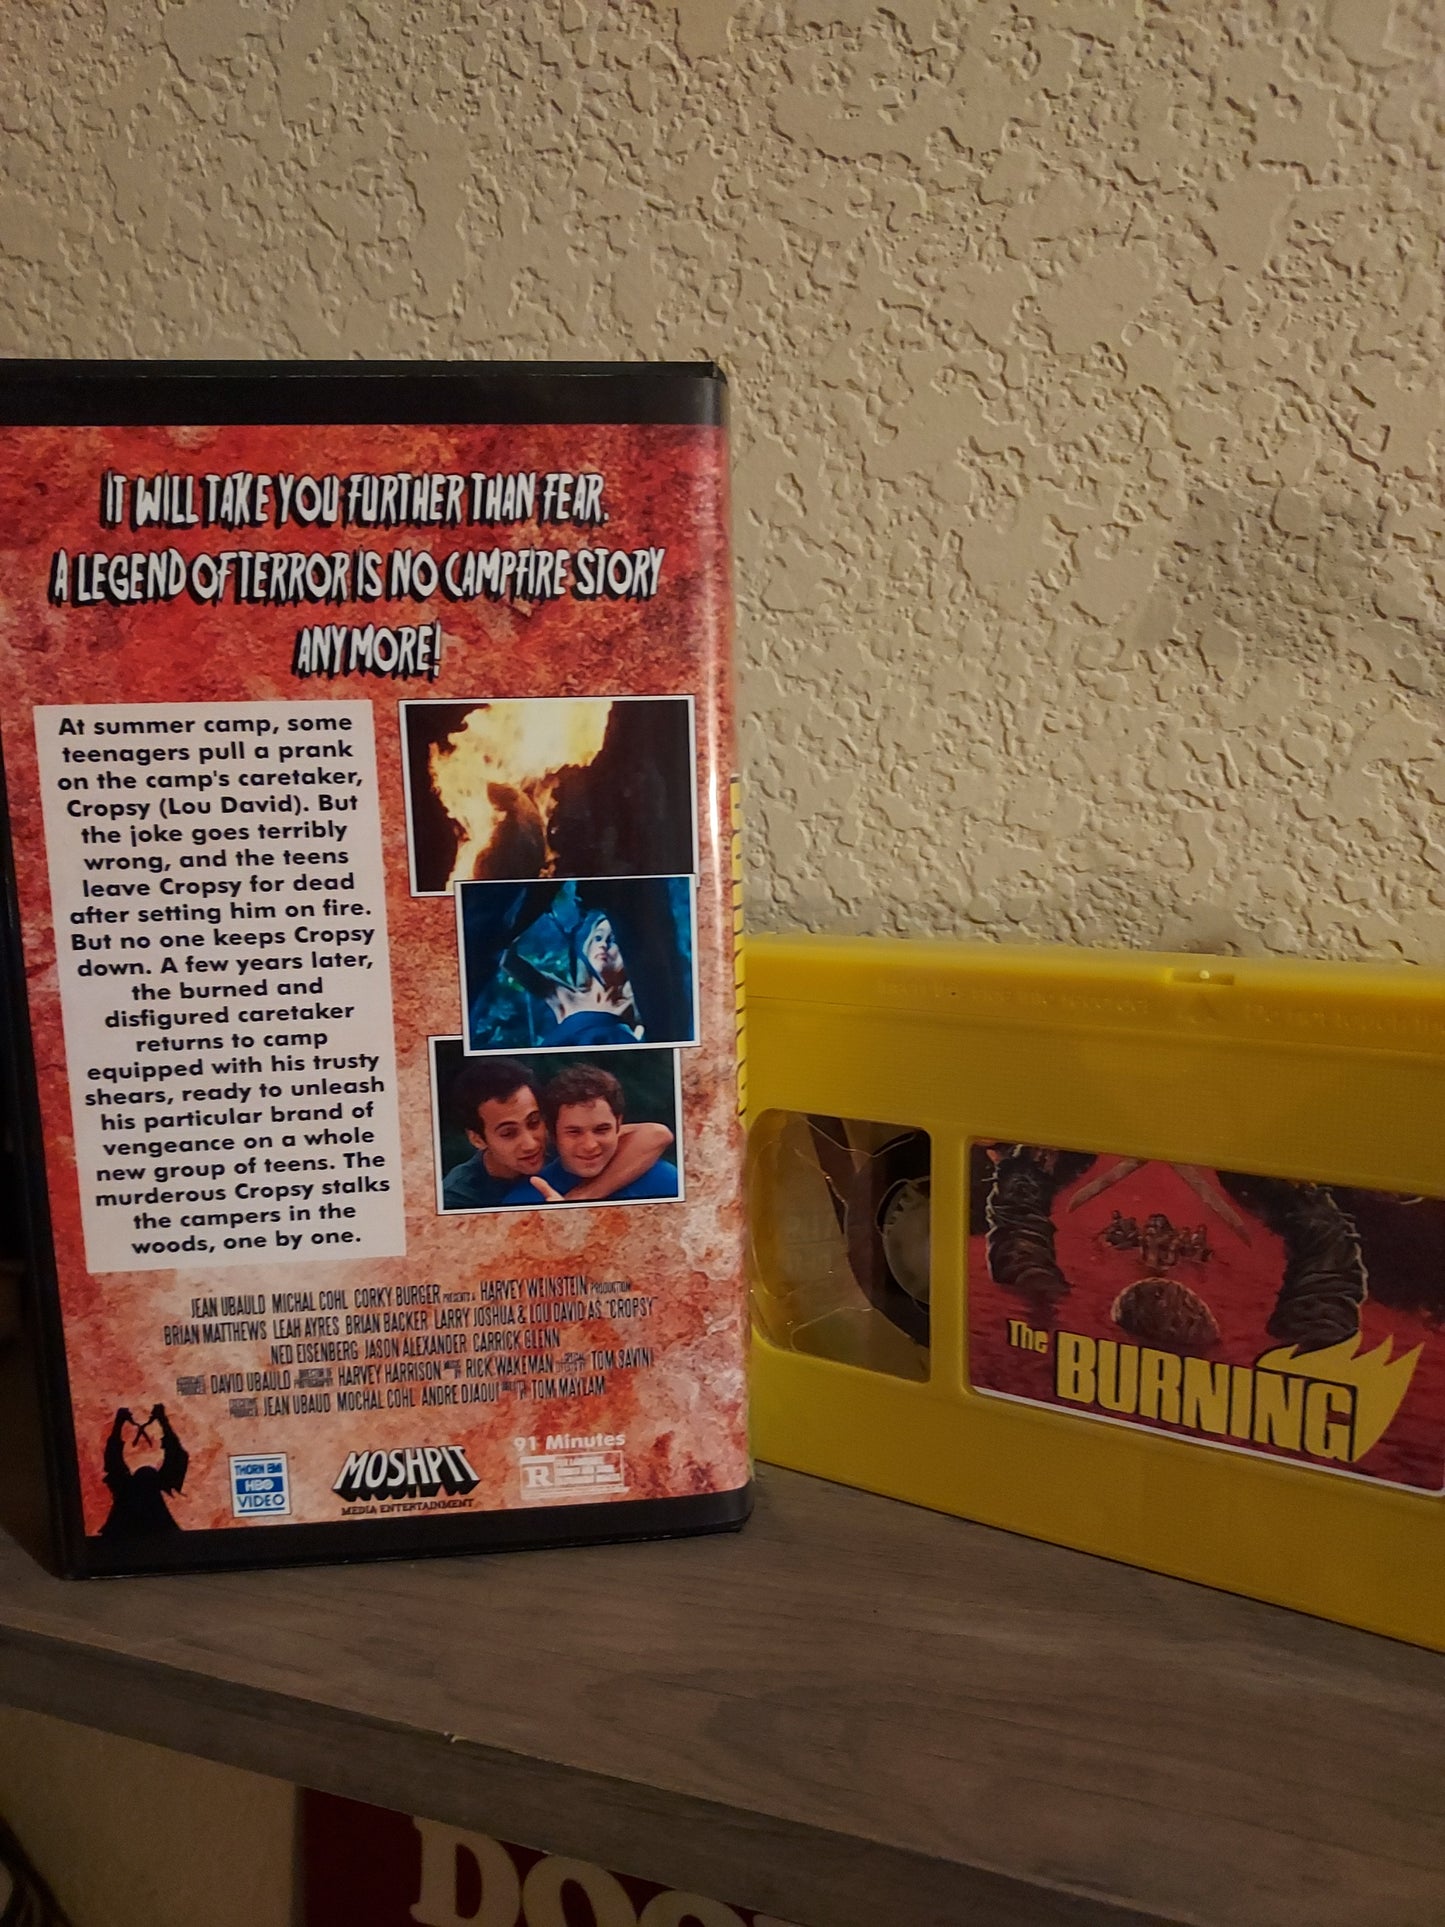 IT WILL TAKE YOU FURTHER THAN FEAR.
A LEGEND OF TERROR IS NO CAMPFIRE STORY
ANYMORE!
At summer camp, some
teenagers pull a prank
on the camp's caretaker,
Cropsy (Lou David). But
the joke goes terribly
wrong, and the teens
leave Cropsy for dead
after setting him on fire.
But no one keeps Cropsy
down. A few years later,
the burned and
disfigured caretaker
returns to camp
equipped with his trusty
shears, ready to unleash
his particular brand of
vengeance on a whole
new group of teens. The
murderous Cropsy stalks
the campers in the
woods, one by one.
JEAN UBAULD MICHAL COHL CORKY BURGER PRESENTS A HARVEY WEINSTEIN PRODUCTION
BRIAN MATTHEWS LEAH AYRES BRIAN BACKER LARRY JOSHUA & LOU DAVID AS "CROPSY"
NED EISENBERG JASON ALEXANDER CARRICK GLENN
DAVID UBAULD HARVEY HARRISON RICK WAKEMAN TOM SAVINI
JEAN UBAUD MOCHAL COHL ANDRE DJAOUI TOM MAYLAM
THORN EMI
HBO
VIDEO
MOSHPIT
MEDIA ENTERTAINMENT
91 Minutes
R
The
BURNING
DOO